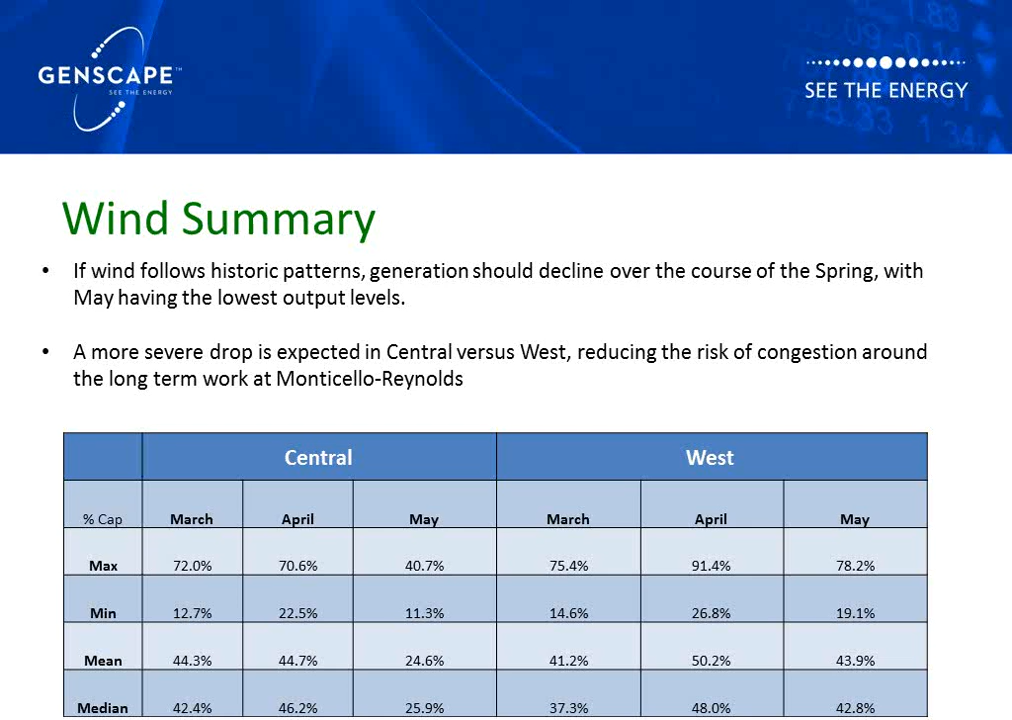 GENSCAPE™
SEE THE ENERGY
SEE THE ENERGY
Wind Summary
• If wind follows historic patterns, generation should decline over the course of the Spring, with
May having the lowest output levels.
• A more severe drop is expected in Central versus West, reducing the risk of congestion around
the long term work at Monticello-Reynolds
Central West
% Cap March April May March April May
Max 72.0% 70.6% 40.7% 75.4% 91.4% 78.2%
Min 12.7% 22.5% 11.3% 14.6% 26.8% 19.1%
Mean 44.3% 44.7% 24.6% 41.2% 50.2% 43.9%
Median 42.4% 46.2% 25.9% 37.3% 48.0% 42.8%